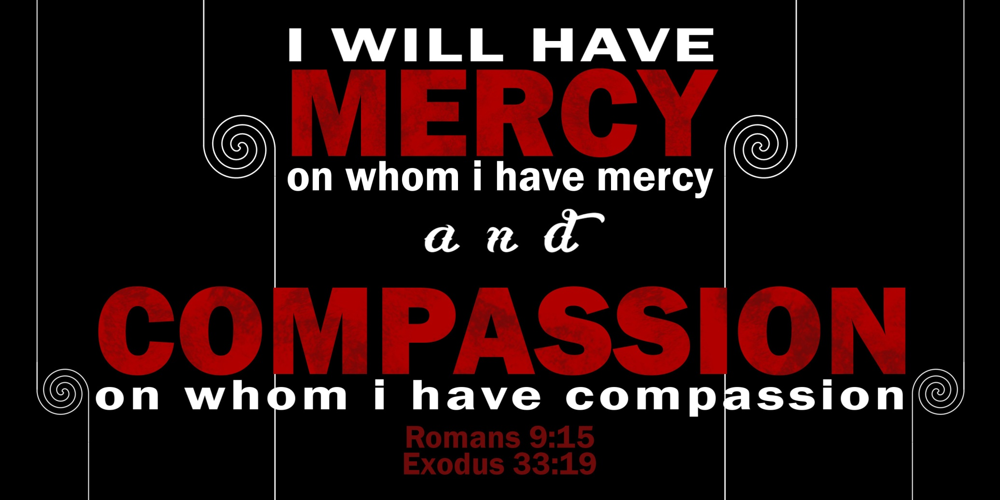 I WILL HAVE
MERCY
on whom i have mercy
and
COMPASSION
on whom i have compassion
Romans 9:15
Exodus 33:19